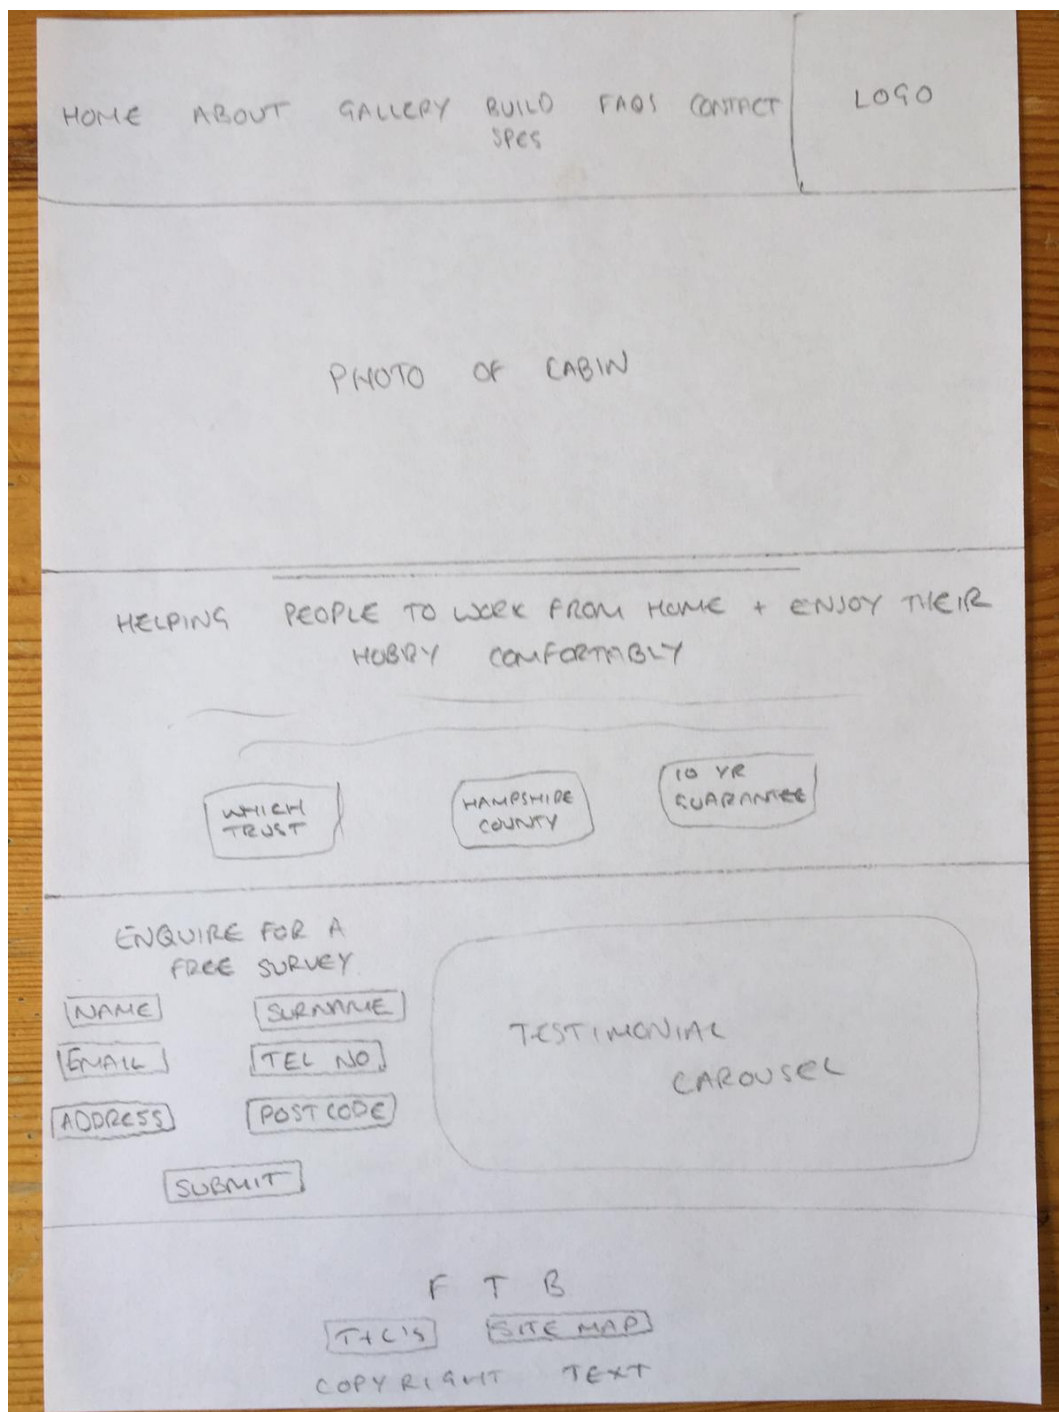 HOME ABOUT GALLERY BUILD SPES FAQS CONTACT LOGO
PHOTO OF CABIN
HELPING PEOPLE TO WORK FROM HOME + ENJOY THEIR
HOBBY COMFORTABLY
WHICH
TRUST
HAMPSHIRE
COUNTY
10 YR
GUARANTEE
ENQUIRE FOR A
FREE SURVEY
NAME SURNAME
EMAIL TEL NO
ADDRESS POSTCODE
SUBMIT
TESTIMONIAL
CAROUSEL
F T B
T+C'S SITE MAP
COPYRIGHT TEXT